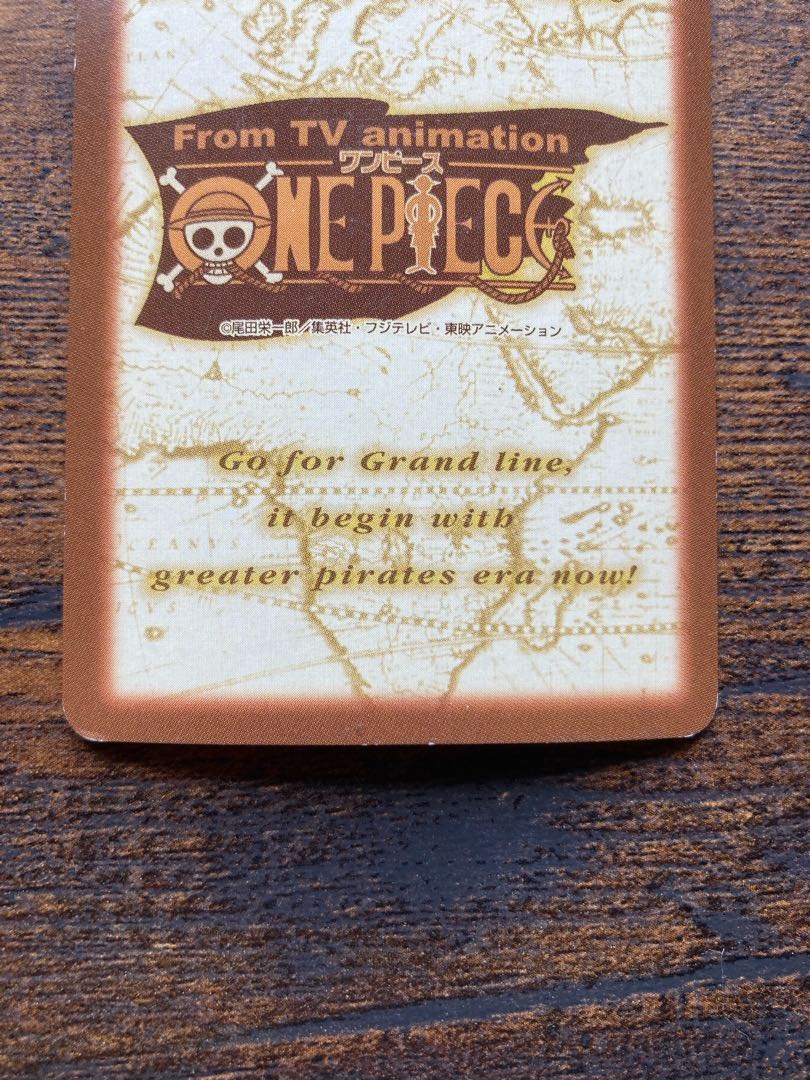 From TV animation
ワンピース
ONE PIECE
©尾田栄一郎／集英社・フジテレビ・東映アニメーション
Go for Grand line,
it begin with
greater pirates era now!